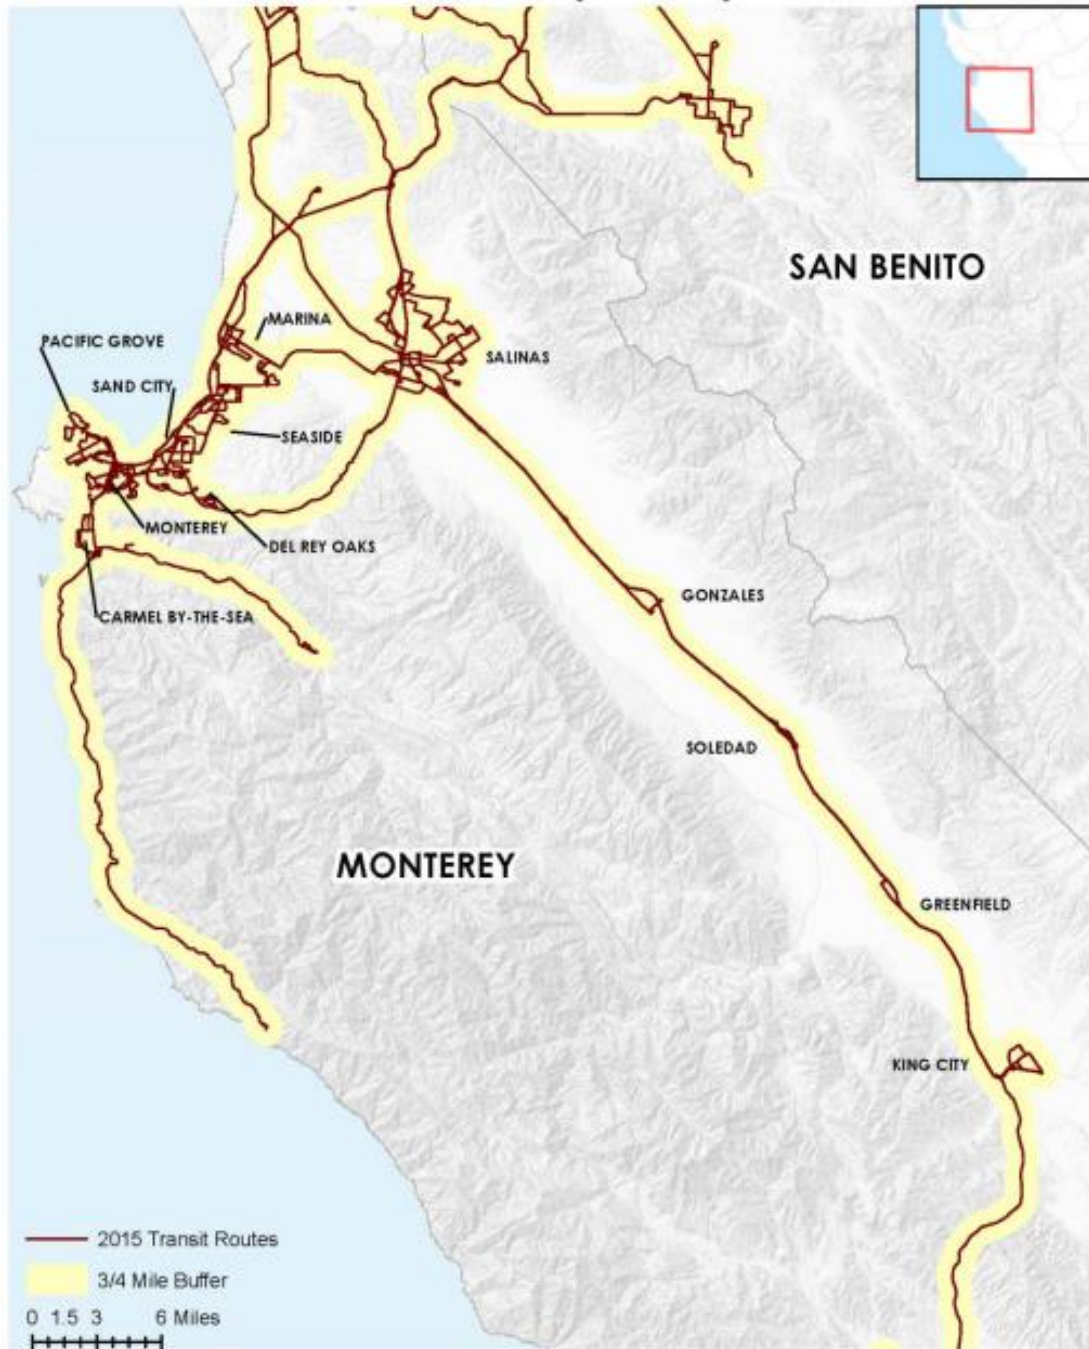 SAN BENITO
MARINA
PACIFIC GROVE
SALINAS
SAND CITY
SEASIDE
MONTEREY
DEL REY OAKS
GONZALES
CARMEL BY-THE-SEA
SOLEDAD
MONTEREY
GREENFIELD
KING CITY
2015 Transit Routes
3/4 Mile Buffer
0 1.5 3 6 Miles